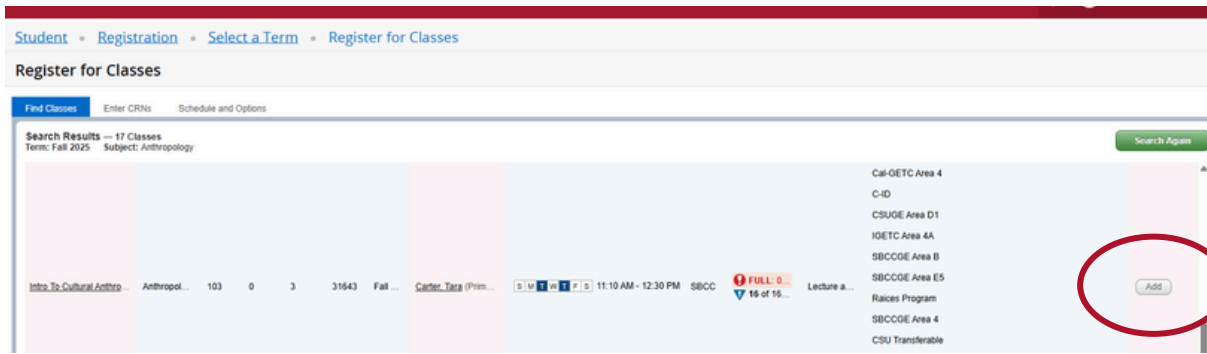 Student • Registration • Select a Term • Register for Classes
Register for Classes
Find Classes Enter CRNs Schedule and Options
Search Results — 17 Classes
Term: Fall 2025 Subject: Anthropology
Search Again
Intro To Cultural Anthro... Anthropol... 103 0 3 31643 Fall ... Carter, Tara (Prim... S M T W T F S 11:10 AM - 12:30 PM SBCC FULL: 0... Lecture a...
16 of 16...
Cal-GETC Area 4
C-ID
CSUGE Area D1
IGETC Area 4A
SBCCGE Area B
SBCCGE Area E5
Raices Program
SBCCGE Area 4
CSU Transferable
Add